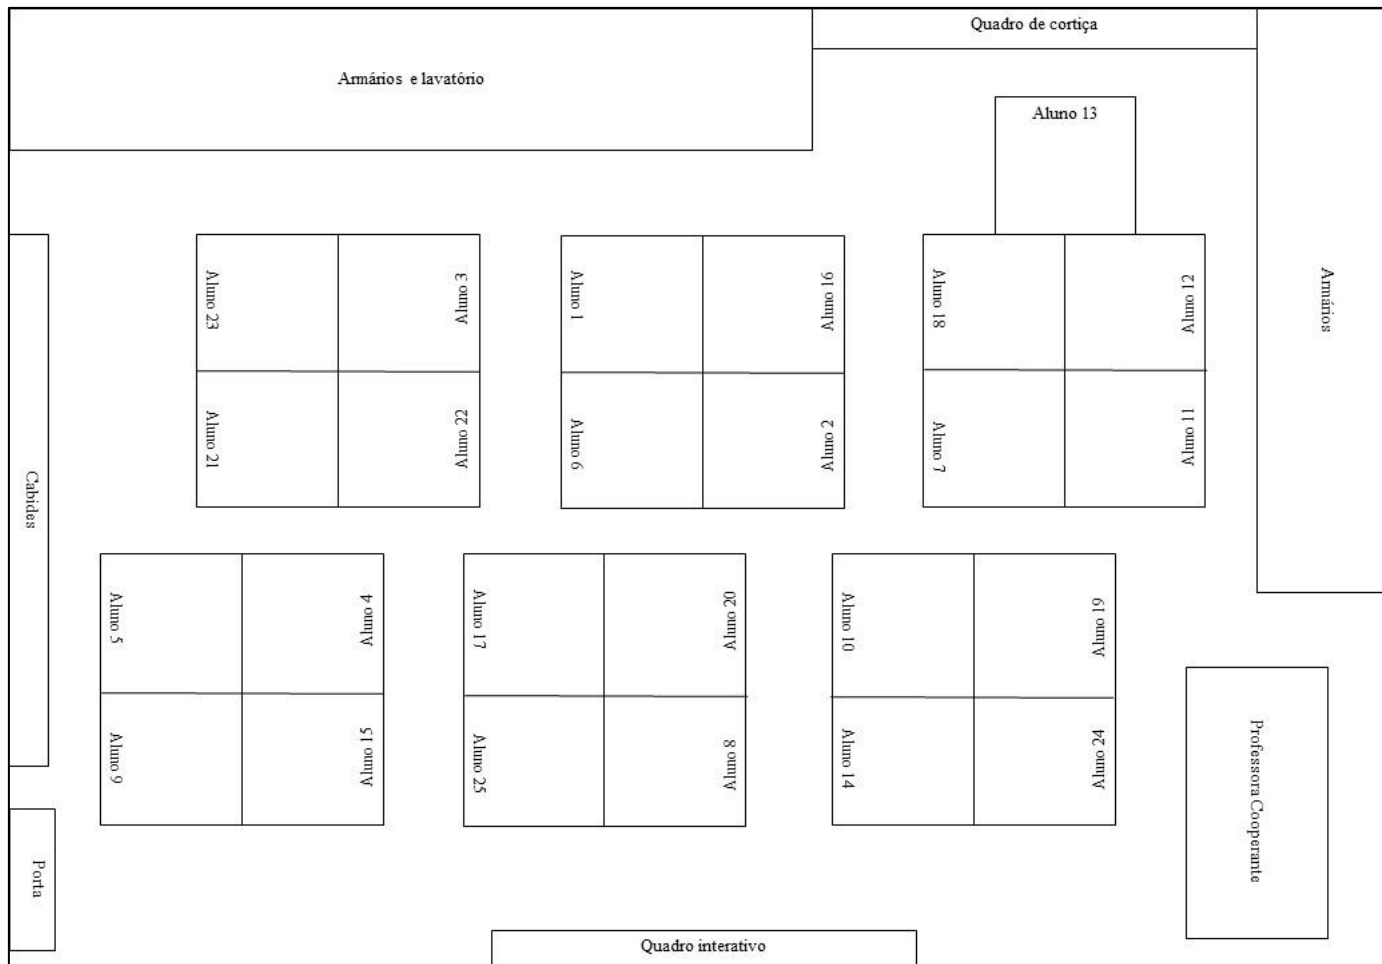 Quadro de cortiça
Armários e lavatório
Aluno 13
Armários
Aluno 23
Aluno 3
Aluno 1
Aluno 16
Aluno 18
Aluno 12
Aluno 21
Aluno 22
Aluno 6
Aluno 2
Aluno 7
Aluno 11
Cabides
Aluno 5
Aluno 4
Aluno 17
Aluno 20
Aluno 10
Aluno 19
Aluno 9
Aluno 15
Aluno 25
Aluno 8
Aluno 14
Aluno 24
Professora Cooperante
Porta
Quadro interativo